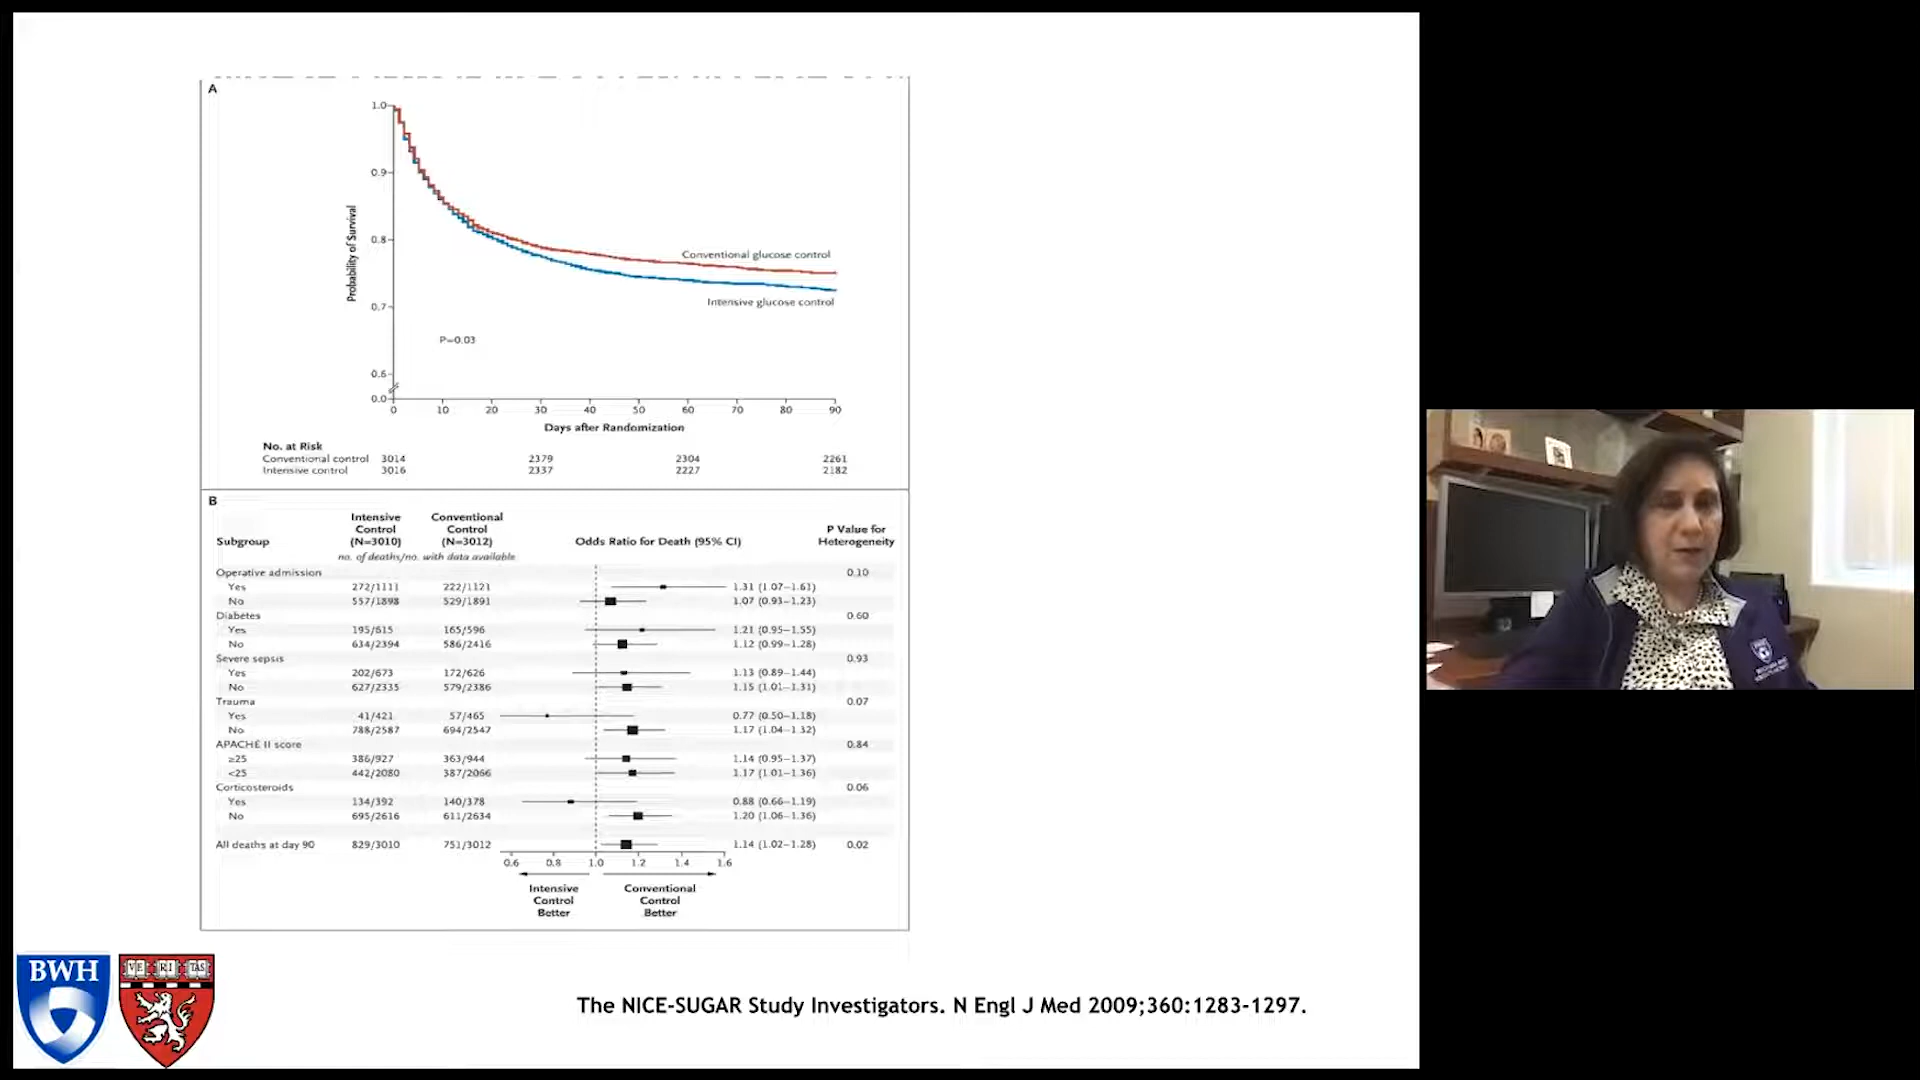 A
1.0
0.9
0.8
0.7
0.6
0.0
Probability of Survival
Conventional glucose control
Intensive glucose control
P=0.03
0 10 20 30 40 50 60 70 80 90
Days after Randomization
No. at Risk
Conventional control 3014 2379 2304 2261
Intensive control 3016 2337 2227 2182
B
Subgroup
Intensive
Control
(N=3010)
Conventional
Control
(N=3012)
Odds Ratio for Death (95% CI)
P Value for
Heterogeneity
no. of deaths/no. with data available
Operative admission 0.10
Yes 272/1111 222/1121 1.31 (1.07–1.61)
No 557/1898 529/1891 1.07 (0.93–1.23)
Diabetes 0.60
Yes 195/615 165/596 1.21 (0.95–1.55)
No 634/2394 586/2416 1.12 (0.99–1.28)
Severe sepsis 0.93
Yes 202/673 172/626 1.13 (0.89–1.44)
No 627/2335 579/2386 1.15 (1.01–1.31)
Trauma 0.07
Yes 41/421 57/465 0.77 (0.50–1.18)
No 788/2587 694/2547 1.17 (1.04–1.32)
APACHE II score 0.84
≥25 386/927 363/944 1.14 (0.95–1.37)
<25 442/2080 387/2066 1.17 (1.01–1.36)
Corticosteroids 0.06
Yes 134/392 140/378 0.88 (0.66–1.19)
No 695/2616 611/2634 1.20 (1.06–1.36)
All deaths at day 90 829/3010 751/3012 1.14 (1.02–1.28) 0.02
0.6 0.8 1.0 1.2 1.4 1.6
Intensive
Control
Better
Conventional
Control
Better
BWH
VE RI TAS
The NICE-SUGAR Study Investigators. N Engl J Med 2009;360:1283-1297.